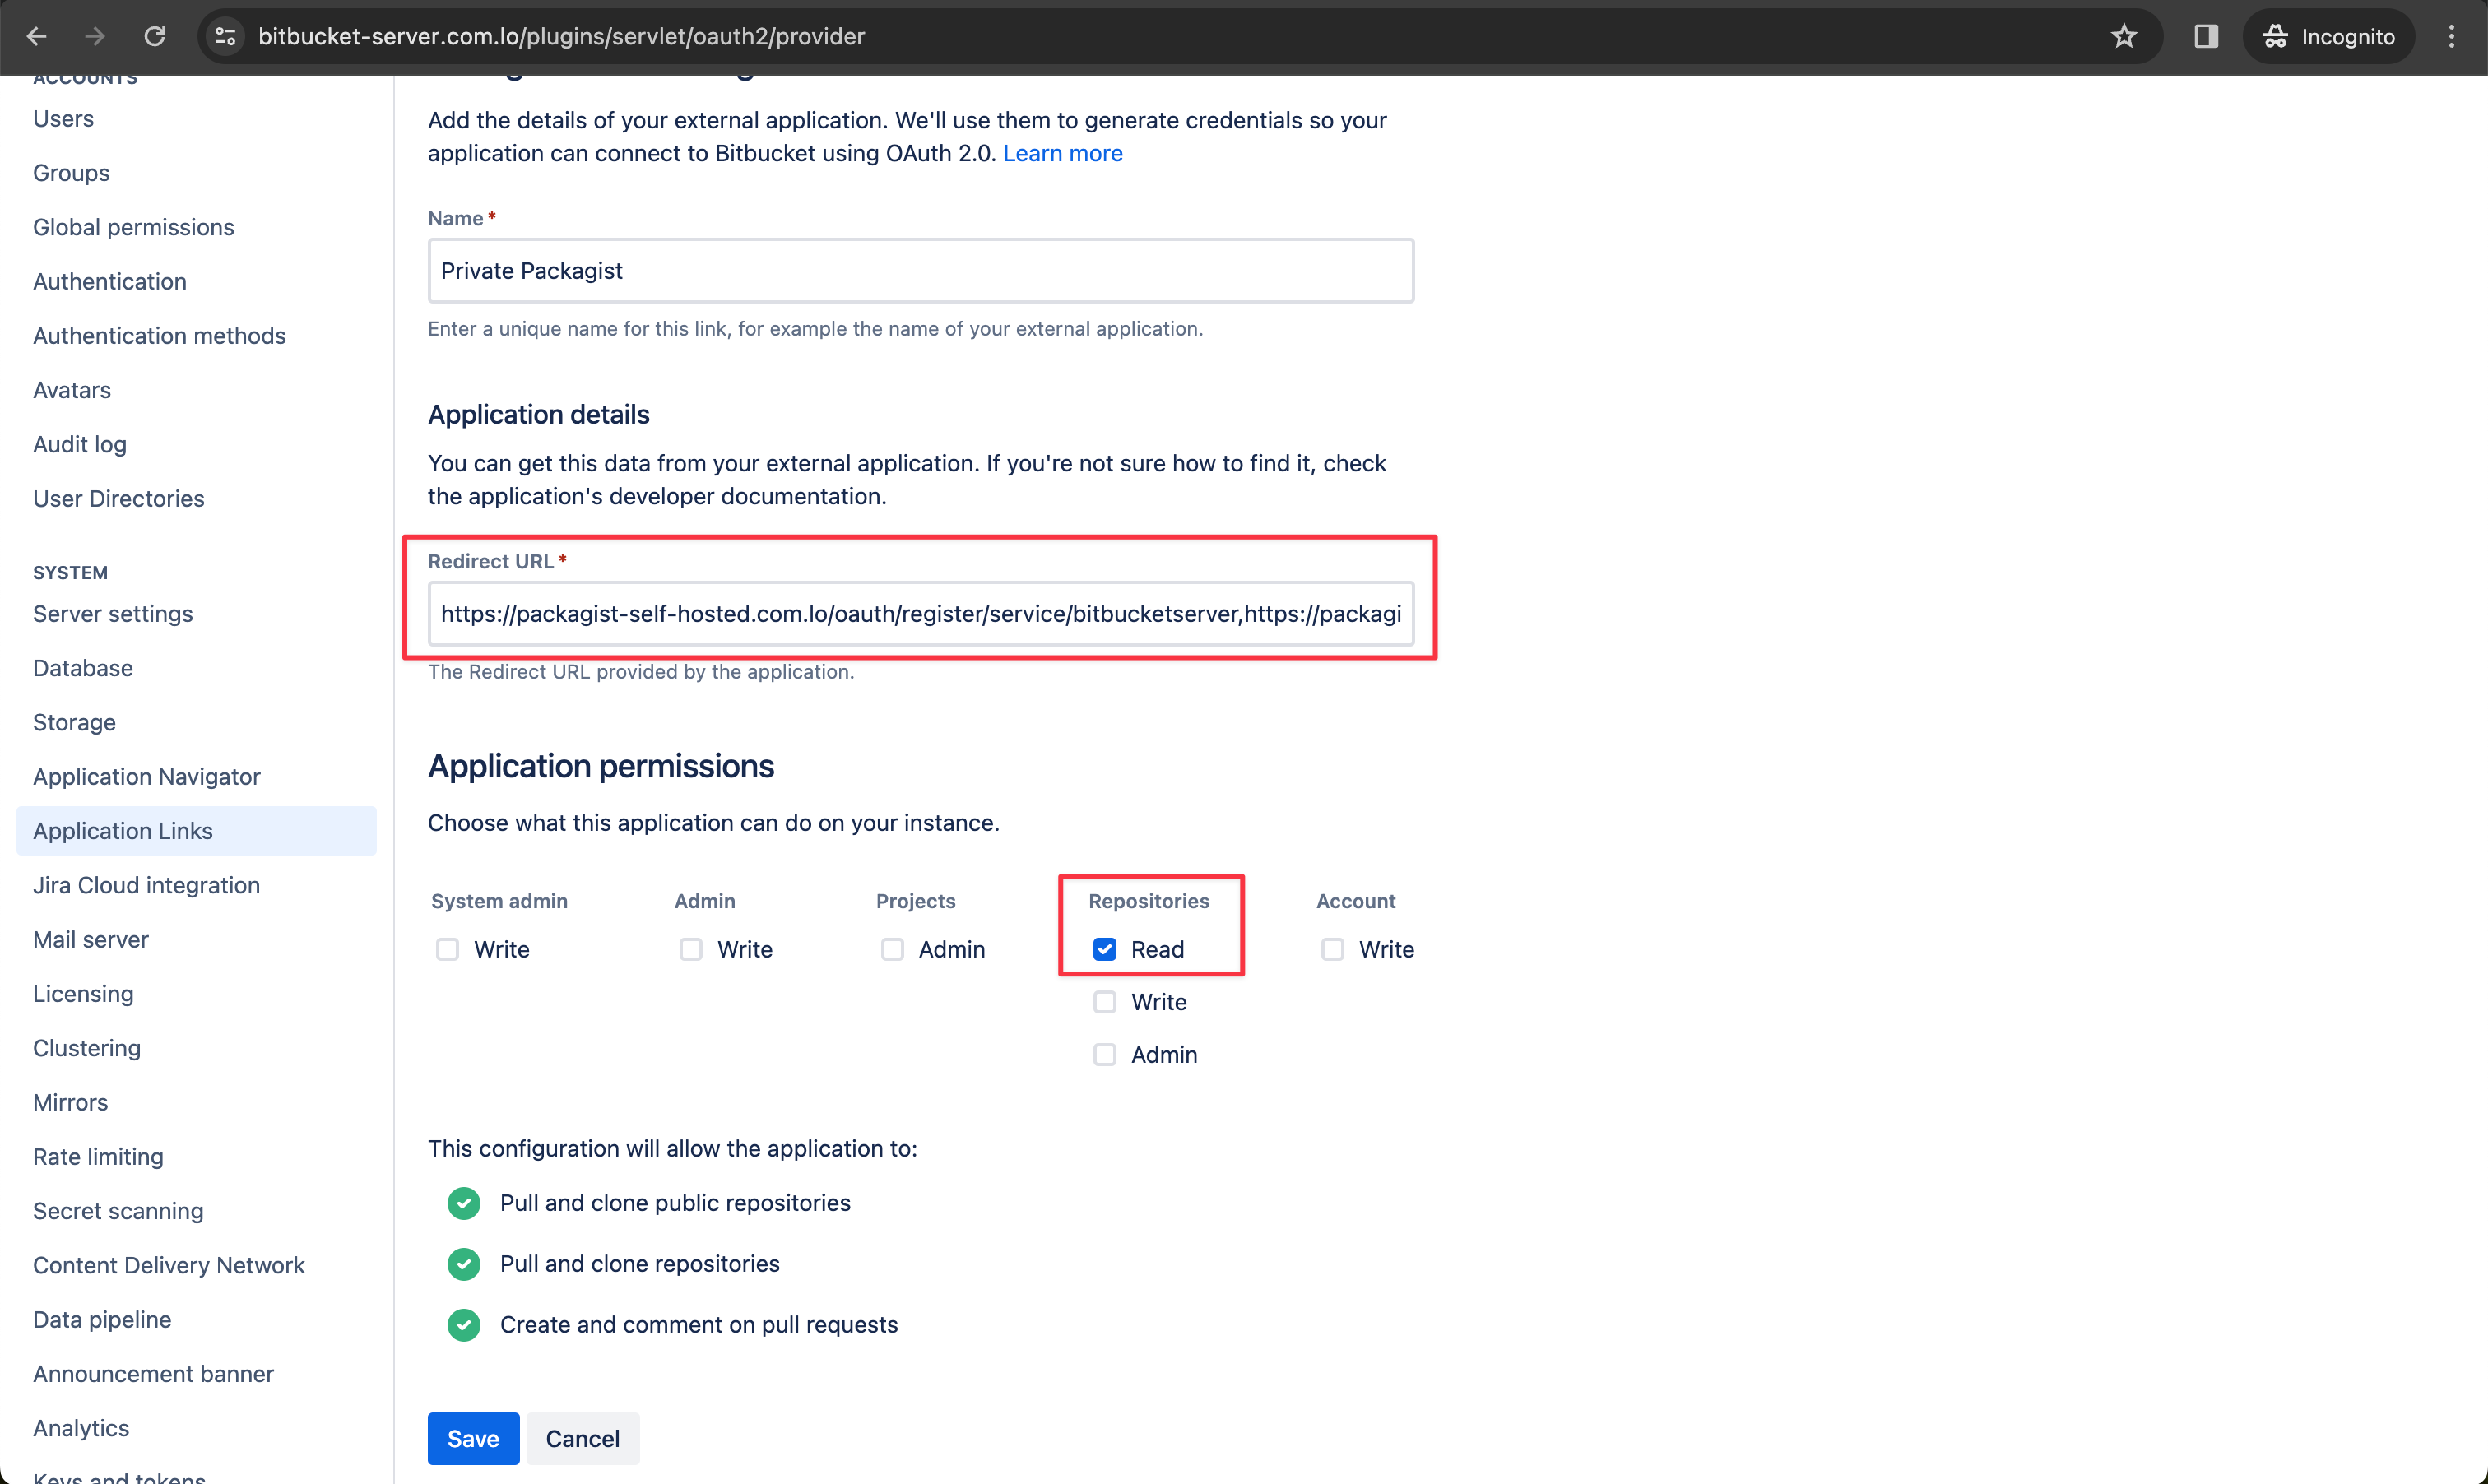 bitbucket-server.com.lo/plugins/servlet/oauth2/provider
Incognito
ACCOUNTS
Users
Groups
Global permissions
Authentication
Authentication methods
Avatars
Audit log
User Directories
SYSTEM
Server settings
Database
Storage
Application Navigator
Application Links
Jira Cloud integration
Mail server
Licensing
Clustering
Mirrors
Rate limiting
Secret scanning
Content Delivery Network
Data pipeline
Announcement banner
Analytics
Keys and tokens
Add the details of your external application. We'll use them to generate credentials so your
application can connect to Bitbucket using OAuth 2.0. Learn more
Name *
Private Packagist
Enter a unique name for this link, for example the name of your external application.
Application details
You can get this data from your external application. If you're not sure how to find it, check
the application's developer documentation.
Redirect URL *
https://packagist-self-hosted.com.lo/oauth/register/service/bitbucketserver,https://packagi
The Redirect URL provided by the application.
Application permissions
Choose what this application can do on your instance.
System admin Admin Projects Repositories Account
Write Write Admin Read Write
Write
Admin
This configuration will allow the application to:
Pull and clone public repositories
Pull and clone repositories
Create and comment on pull requests
Save Cancel